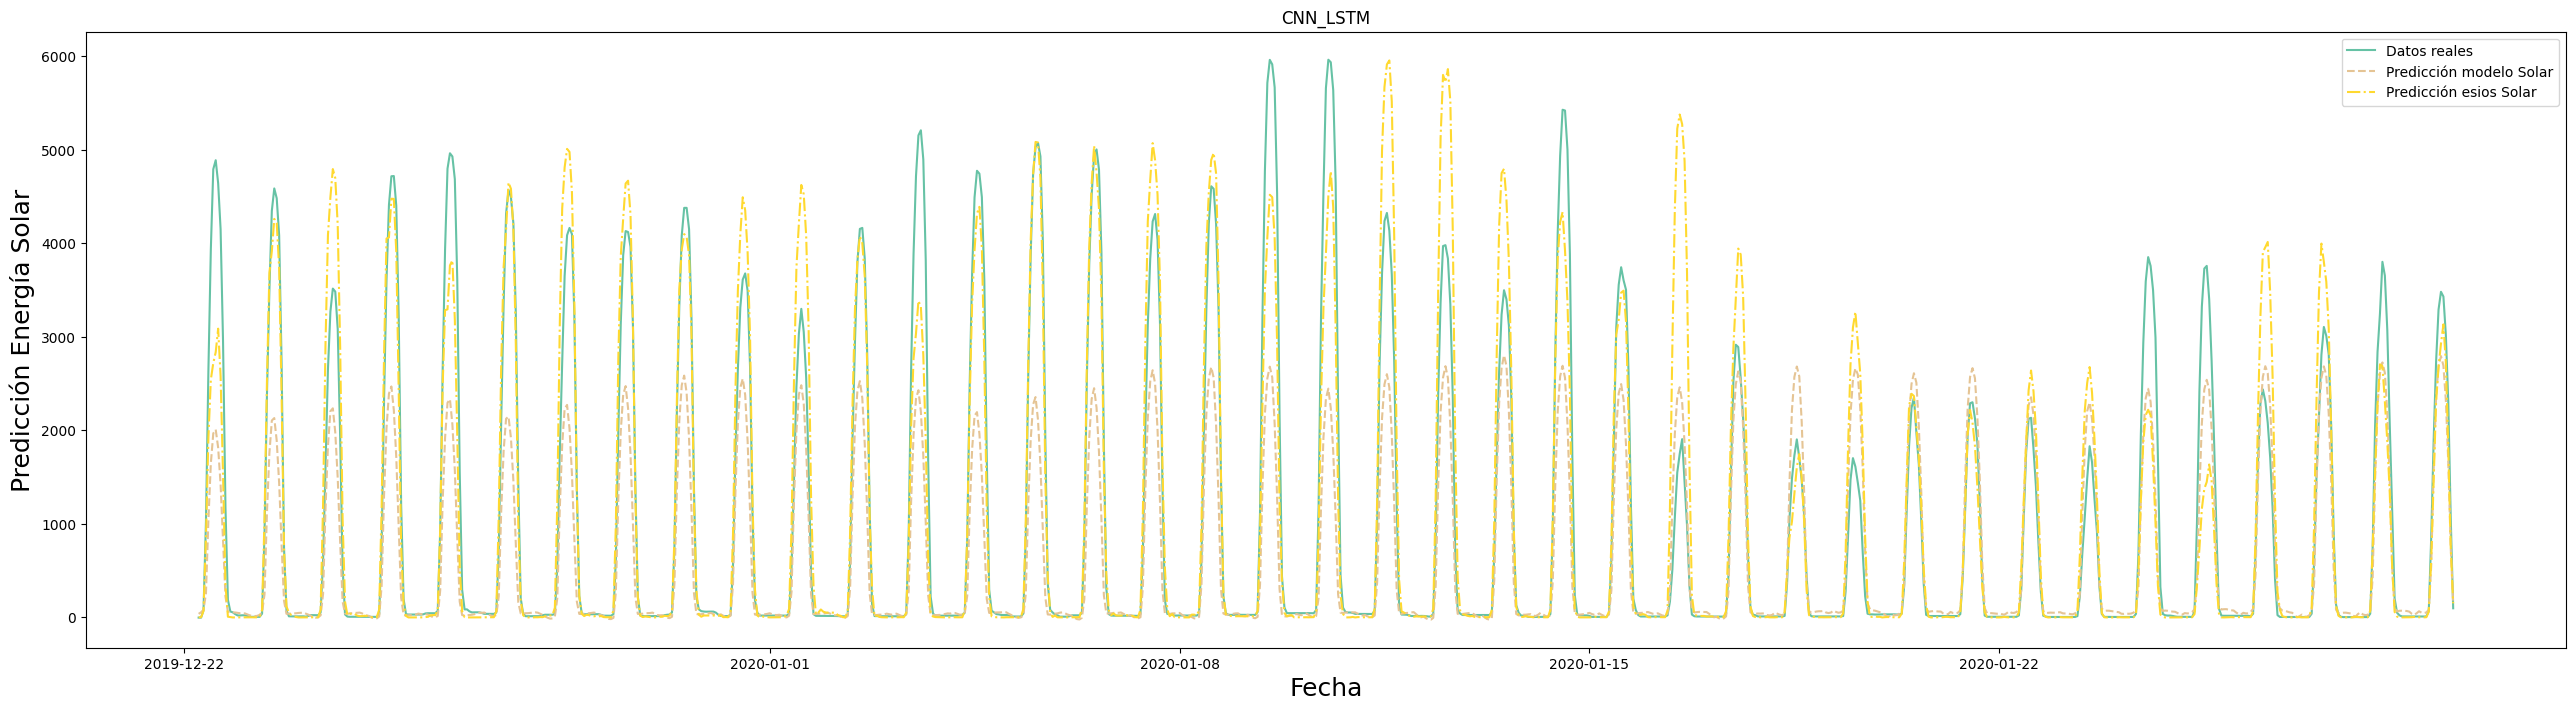 CNN_LSTM
Predicción Energía Solar
6000
5000
4000
3000
2000
1000
0
Datos reales
Predicción modelo Solar
Predicción esios Solar
2019-12-22
2020-01-01
2020-01-08
2020-01-15
2020-01-22
Fecha